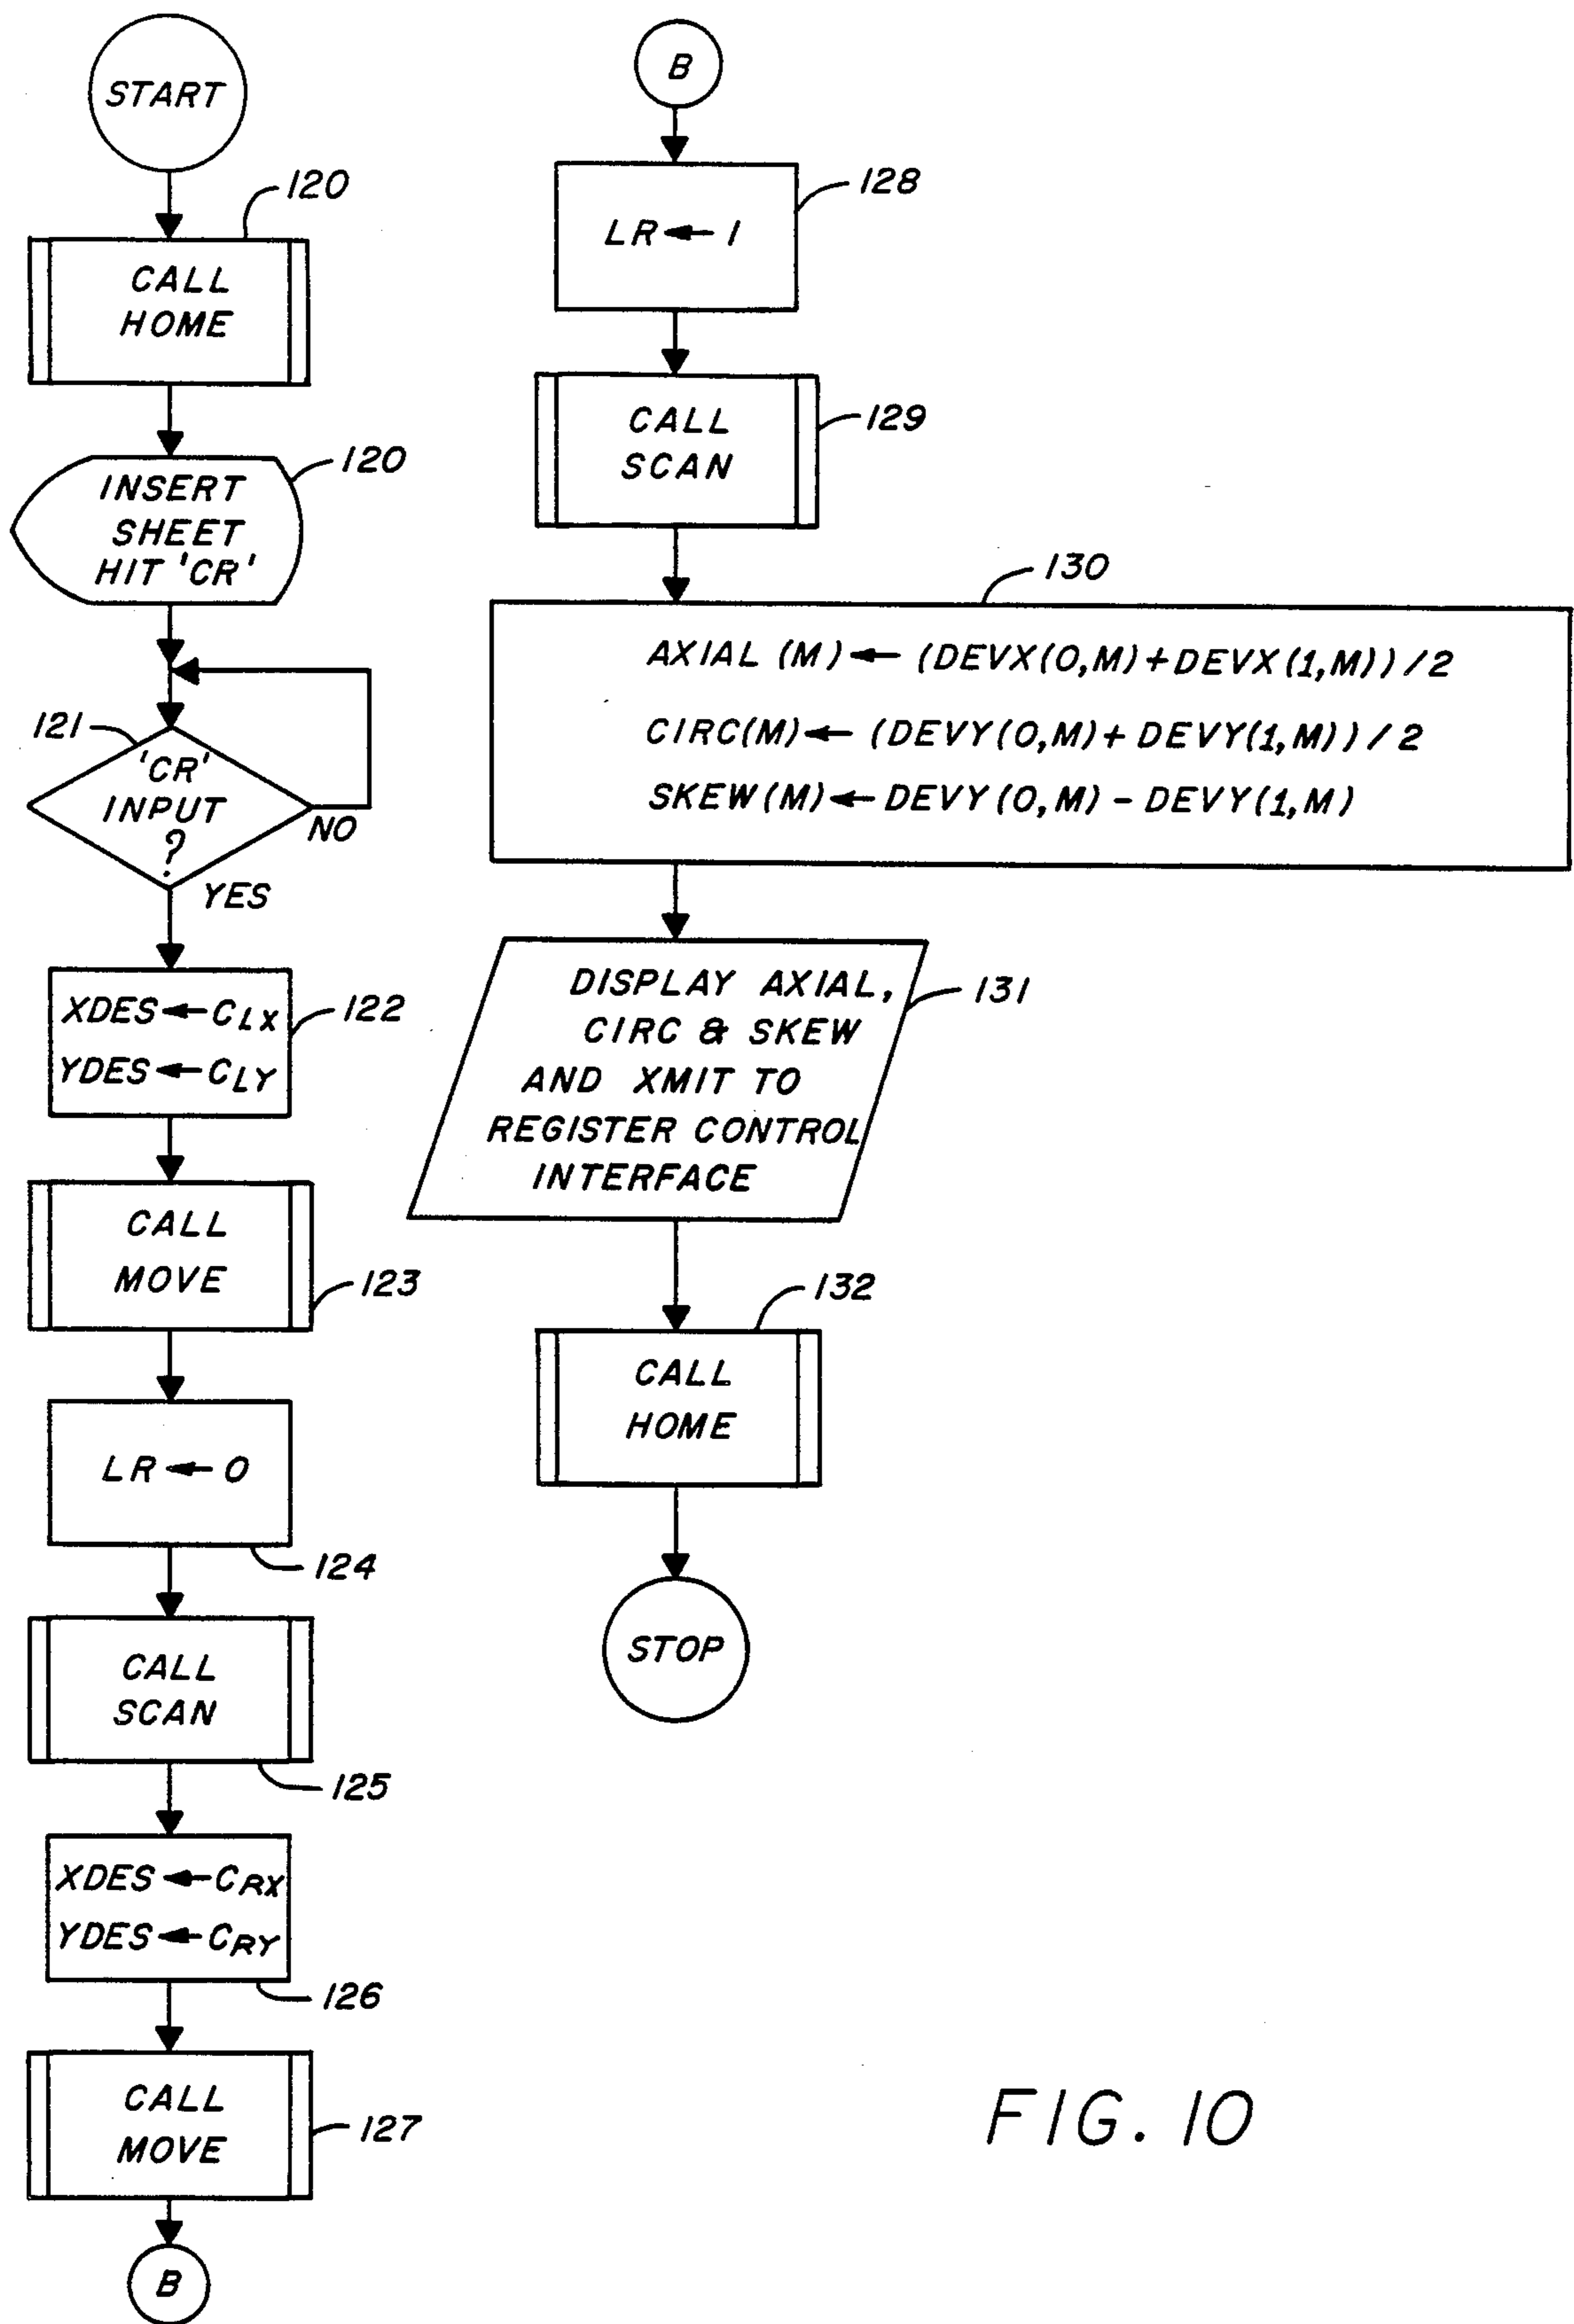 START
120
CALL
HOME
120
INSERT
SHEET
HIT 'CR'
121
'CR'
INPUT
?
NO
YES
XDES ← CLX
YDES ← CLY
122
CALL
MOVE
123
LR ← 0
124
CALL
SCAN
125
XDES ← CRX
YDES ← CRY
126
CALL
MOVE
127
B
B
128
LR ← 1
CALL
SCAN
129
130
AXIAL (M) ← (DEVX(0,M)+DEVX(1,M))/2
CIRC(M) ← (DEVY(0,M)+DEVY(1,M))/2
SKEW(M) ← DEVY(0,M) - DEVY(1,M)
DISPLAY AXIAL,
CIRC & SKEW
AND XMIT TO
REGISTER CONTROL
INTERFACE
131
132
CALL
HOME
STOP
FIG. 10